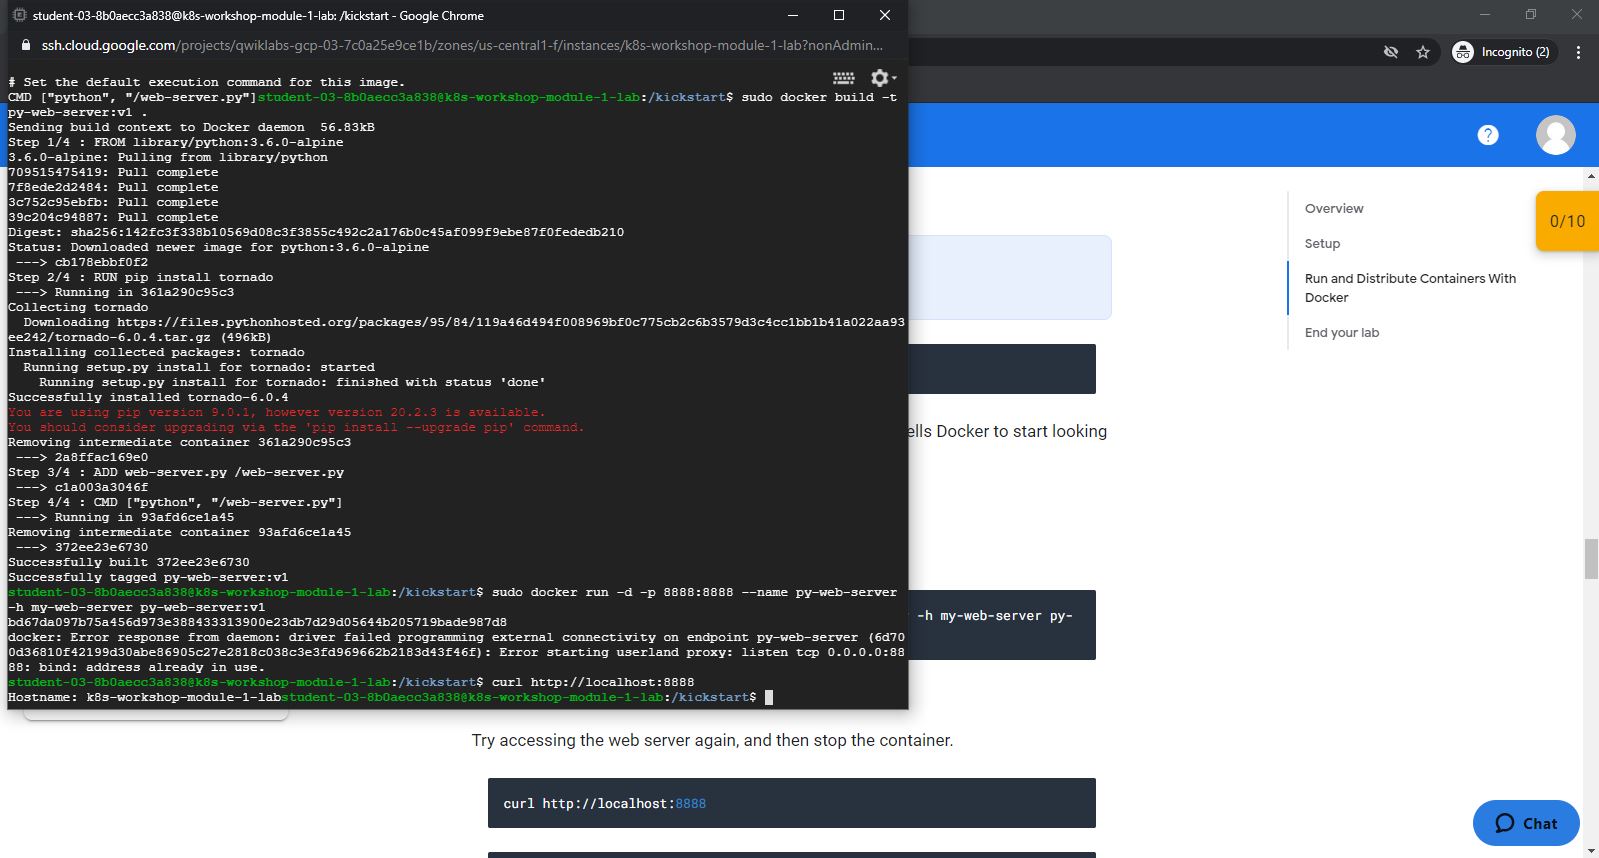 student-03-8b0aecc3a838@k8s-workshop-module-1-lab: /kickstart - Google Chrome
ssh.cloud.google.com/projects/qwiklabs-gcp-03-7c0a25e9ce1b/zones/us-central1-f/instances/k8s-workshop-module-1-lab?nonAdmin...
Incognito (2)
# Set the default execution command for this image.
CMD ["python", "/web-server.py"]student-03-8b0aecc3a838@k8s-workshop-module-1-lab:/kickstart$ sudo docker build -t
py-web-server:v1 .
Sending build context to Docker daemon  56.83kB
Step 1/4 : FROM library/python:3.6.0-alpine
3.6.0-alpine: Pulling from library/python
709515475419: Pull complete
7f8ede2d2484: Pull complete
3c752c95ebfb: Pull complete
39c204c94887: Pull complete
Digest: sha256:142fc3f338b10569d08c3f3855c492c2a176b0c45af099f9ebe87f0fededb210
Status: Downloaded newer image for python:3.6.0-alpine
 ---> cb178ebbf0f2
Step 2/4 : RUN pip install tornado
 ---> Running in 361a290c95c3
Collecting tornado
  Downloading https://files.pythonhosted.org/packages/95/84/119a46d494f008969bf0c775cb2c6b3579d3c4cc1bb1b41a022aa93
ee242/tornado-6.0.4.tar.gz (496kB)
Installing collected packages: tornado
  Running setup.py install for tornado: started
    Running setup.py install for tornado: finished with status 'done'
Successfully installed tornado-6.0.4
You are using pip version 9.0.1, however version 20.2.3 is available.
You should consider upgrading via the 'pip install --upgrade pip' command.
Removing intermediate container 361a290c95c3
 ---> 2a8ffac169e0
Step 3/4 : ADD web-server.py /web-server.py
 ---> c1a003a3046f
Step 4/4 : CMD ["python", "/web-server.py"]
 ---> Running in 93afd6ce1a45
Removing intermediate container 93afd6ce1a45
 ---> 372ee23e6730
Successfully built 372ee23e6730
Successfully tagged py-web-server:v1
student-03-8b0aecc3a838@k8s-workshop-module-1-lab:/kickstart$ sudo docker run -d -p 8888:8888 --name py-web-server
-h my-web-server py-web-server:v1
bd67da097b75a456d973e388433313900e23db7d29d05644b205719bade987d8
docker: Error response from daemon: driver failed programming external connectivity on endpoint py-web-server (6d70
0d36810f42199d30abe86905c27e2818c038c3e3fd969662b2183d43f46f): Error starting userland proxy: listen tcp 0.0.0.0:88
88: bind: address already in use.
student-03-8b0aecc3a838@k8s-workshop-module-1-lab:/kickstart$ curl http://localhost:8888
Hostname: k8s-workshop-module-1-labstudent-03-8b0aecc3a838@k8s-workshop-module-1-lab:/kickstart$
ells Docker to start looking
-h my-web-server py-
Try accessing the web server again, and then stop the container.
curl http://localhost:8888
Overview
Setup
Run and Distribute Containers With
Docker
End your lab
0/10
Chat